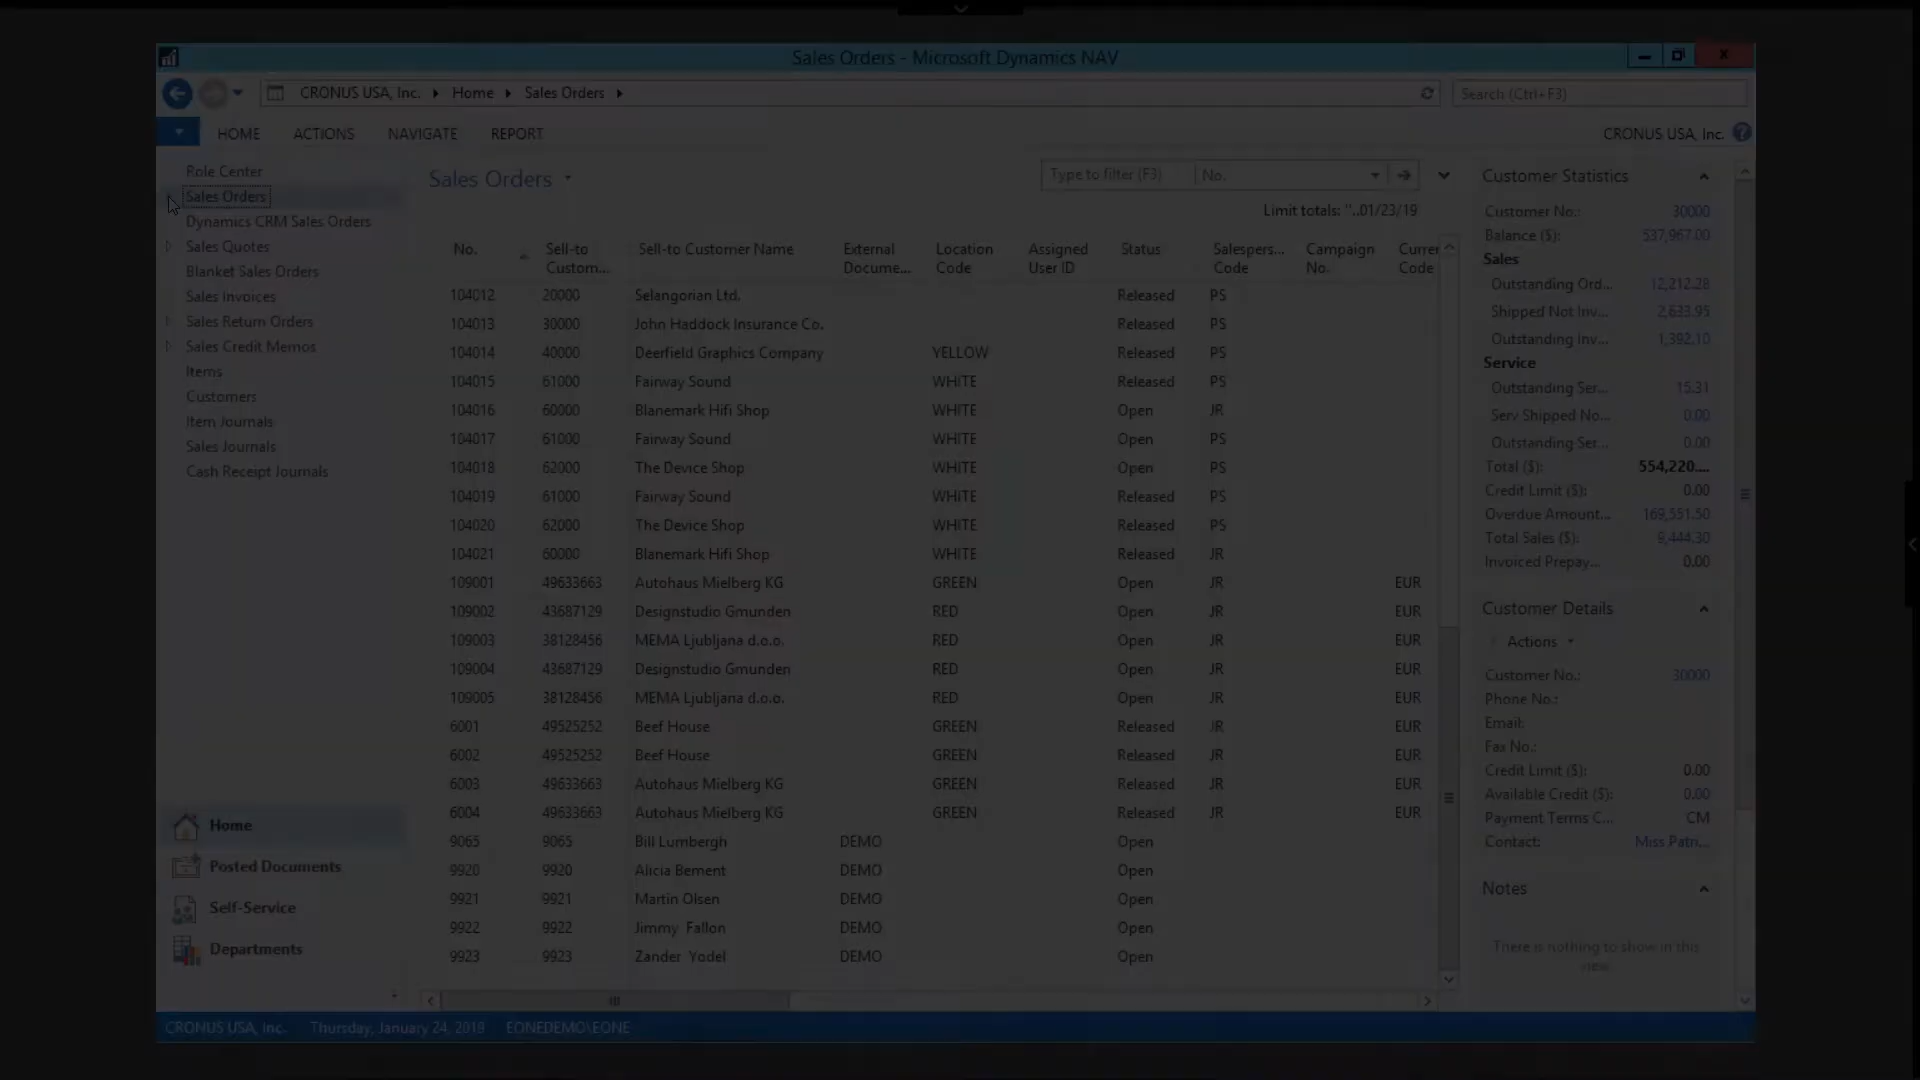 Sales Orders - Microsoft Dynamics NAV
CRONUS USA, Inc. Home Sales Orders Search (Ctrl+F3)
HOME ACTIONS NAVIGATE REPORT CRONUS USA, Inc.
Role Center
Sales Orders
Dynamics CRM Sales Orders
Sales Quotes
Blanket Sales Orders
Sales Invoices
Sales Return Orders
Sales Credit Memos
Items
Customers
Item Journals
Sales Journals
Cash Receipt Journals
Home
Posted Documents
Self-Service
Departments
Sales Orders Type to filter (F3) No.
Limit totals: ''..01/23/19
No. Sell-to Custom... Sell-to Customer Name External Docume... Location Code Assigned User ID Status Salespers... Code Campaign No. Curren Code
104012 20000 Selangorian Ltd. Released PS
104013 30000 John Haddock Insurance Co. Released PS
104014 40000 Deerfield Graphics Company YELLOW Released PS
104015 61000 Fairway Sound WHITE Released PS
104016 60000 Blanemark Hifi Shop WHITE Open JR
104017 61000 Fairway Sound WHITE Open PS
104018 62000 The Device Shop WHITE Open PS
104019 61000 Fairway Sound WHITE Released PS
104020 62000 The Device Shop WHITE Released PS
104021 60000 Blanemark Hifi Shop WHITE Released JR
109001 49633663 Autohaus Mielberg KG GREEN Open JR EUR
109002 43687129 Designstudio Gmunden RED Open JR EUR
109003 38128456 MEMA Ljubljana d.o.o. RED Open JR EUR
109004 43687129 Designstudio Gmunden RED Open JR EUR
109005 38128456 MEMA Ljubljana d.o.o. RED Open JR EUR
6001 49525252 Beef House GREEN Released JR EUR
6002 49525252 Beef House GREEN Released JR EUR
6003 49633663 Autohaus Mielberg KG GREEN Released JR EUR
6004 49633663 Autohaus Mielberg KG GREEN Released JR EUR
9065 9065 Bill Lumbergh DEMO Open
9920 9920 Alicia Bement DEMO Open
9921 9921 Martin Olsen DEMO Open
9922 9922 Jimmy Fallon DEMO Open
9923 9923 Zander Yodel DEMO Open
Customer Statistics
Customer No.: 30000
Balance ($): 537,967.00
Sales
Outstanding Ord... 12,212.28
Shipped Not Inv... 2,633.95
Outstanding Inv... 1,392.10
Service
Outstanding Ser... 15.31
Serv Shipped No... 0.00
Outstanding Ser... 0.00
Total ($): 554,220....
Credit Limit ($): 0.00
Overdue Amount... 169,551.50
Total Sales ($): 9,444.30
Invoiced Prepay... 0.00
Customer Details
Actions
Customer No.: 30000
Phone No.:
Email:
Fax No.:
Credit Limit ($): 0.00
Available Credit ($): 0.00
Payment Terms C... CM
Contact: Miss Patri...
Notes
There is nothing to show in this
view.
CRONUS USA, Inc. Thursday, January 24, 2019 EONEDEMO\EONE